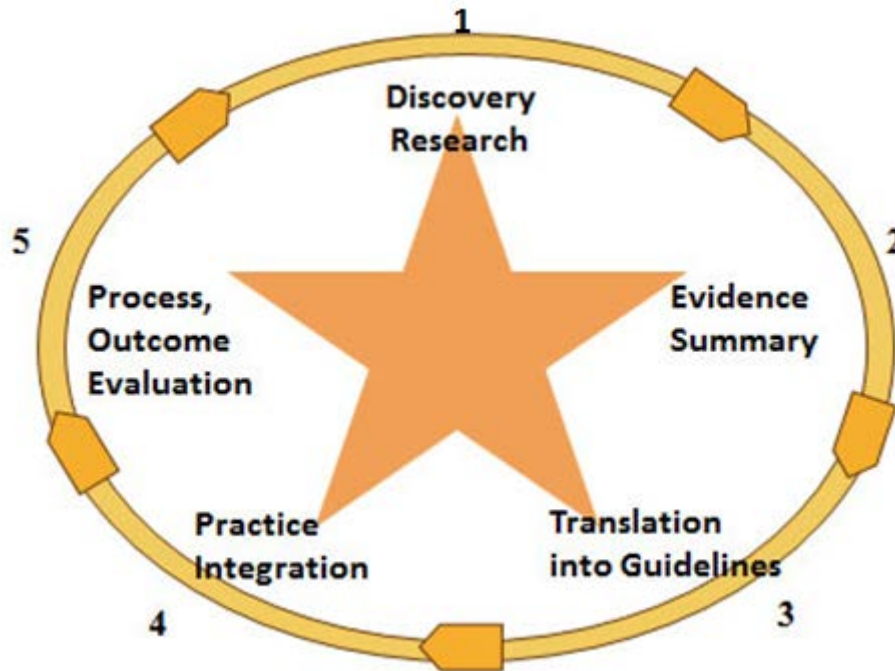 1
Discovery
Research
2
Evidence
Summary
3
Translation
into Guidelines
4
Practice
Integration
5
Process,
Outcome
Evaluation